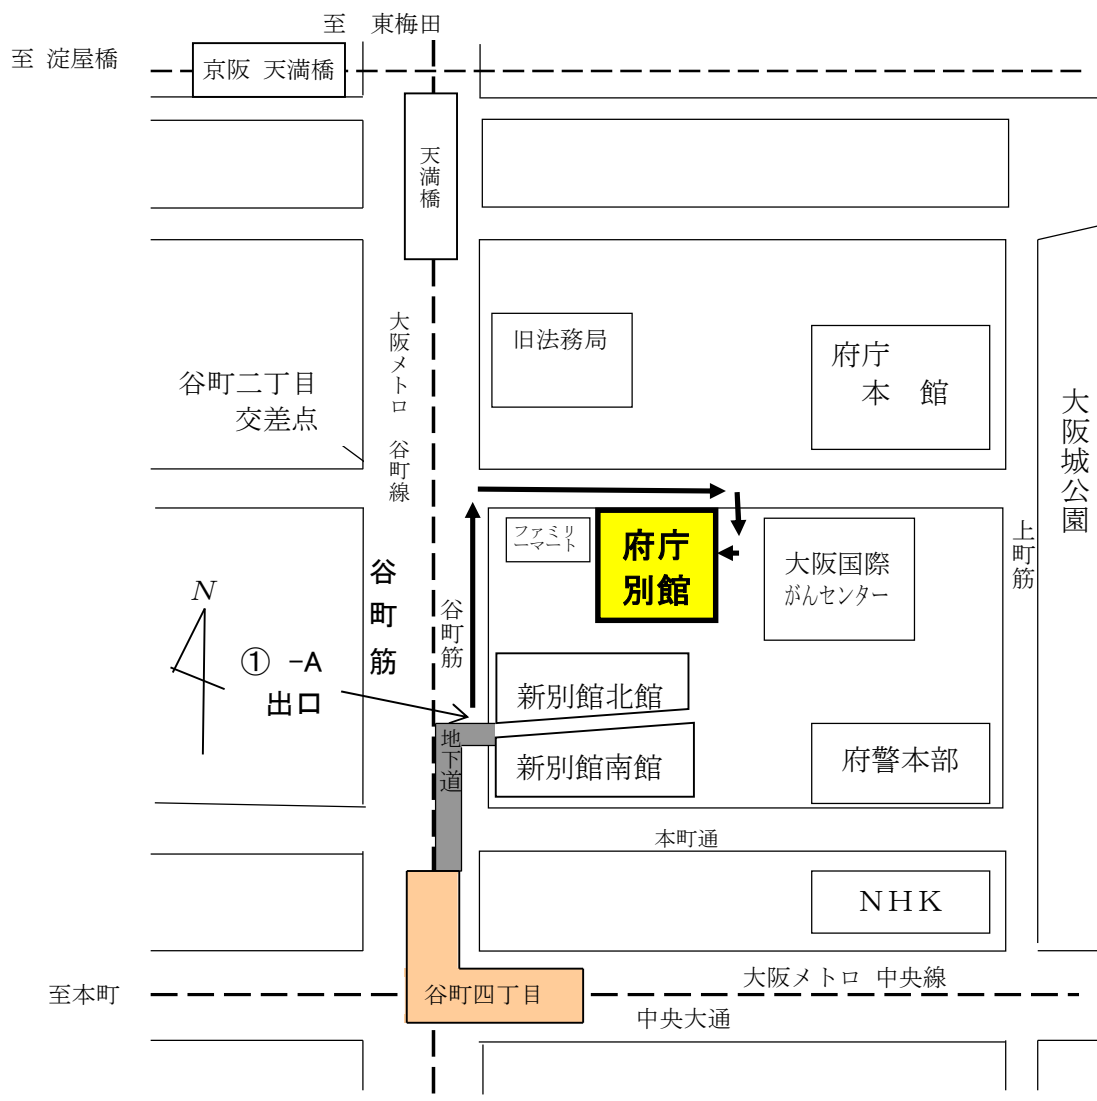 至　東梅田
至 淀屋橋
京阪 天満橋
天満橋
大阪メトロ　谷町線
旧法務局
府庁
本　館
谷町二丁目
交差点
大阪城公園
ファミリ
ーマート
府庁
別館
大阪国際
がんセンター
上町筋
谷町筋
谷町筋
N
① -A
出口
新別館北館
地下道
新別館南館
府警本部
本町通
NHK
大阪メトロ 中央線
至本町
谷町四丁目
中央大通